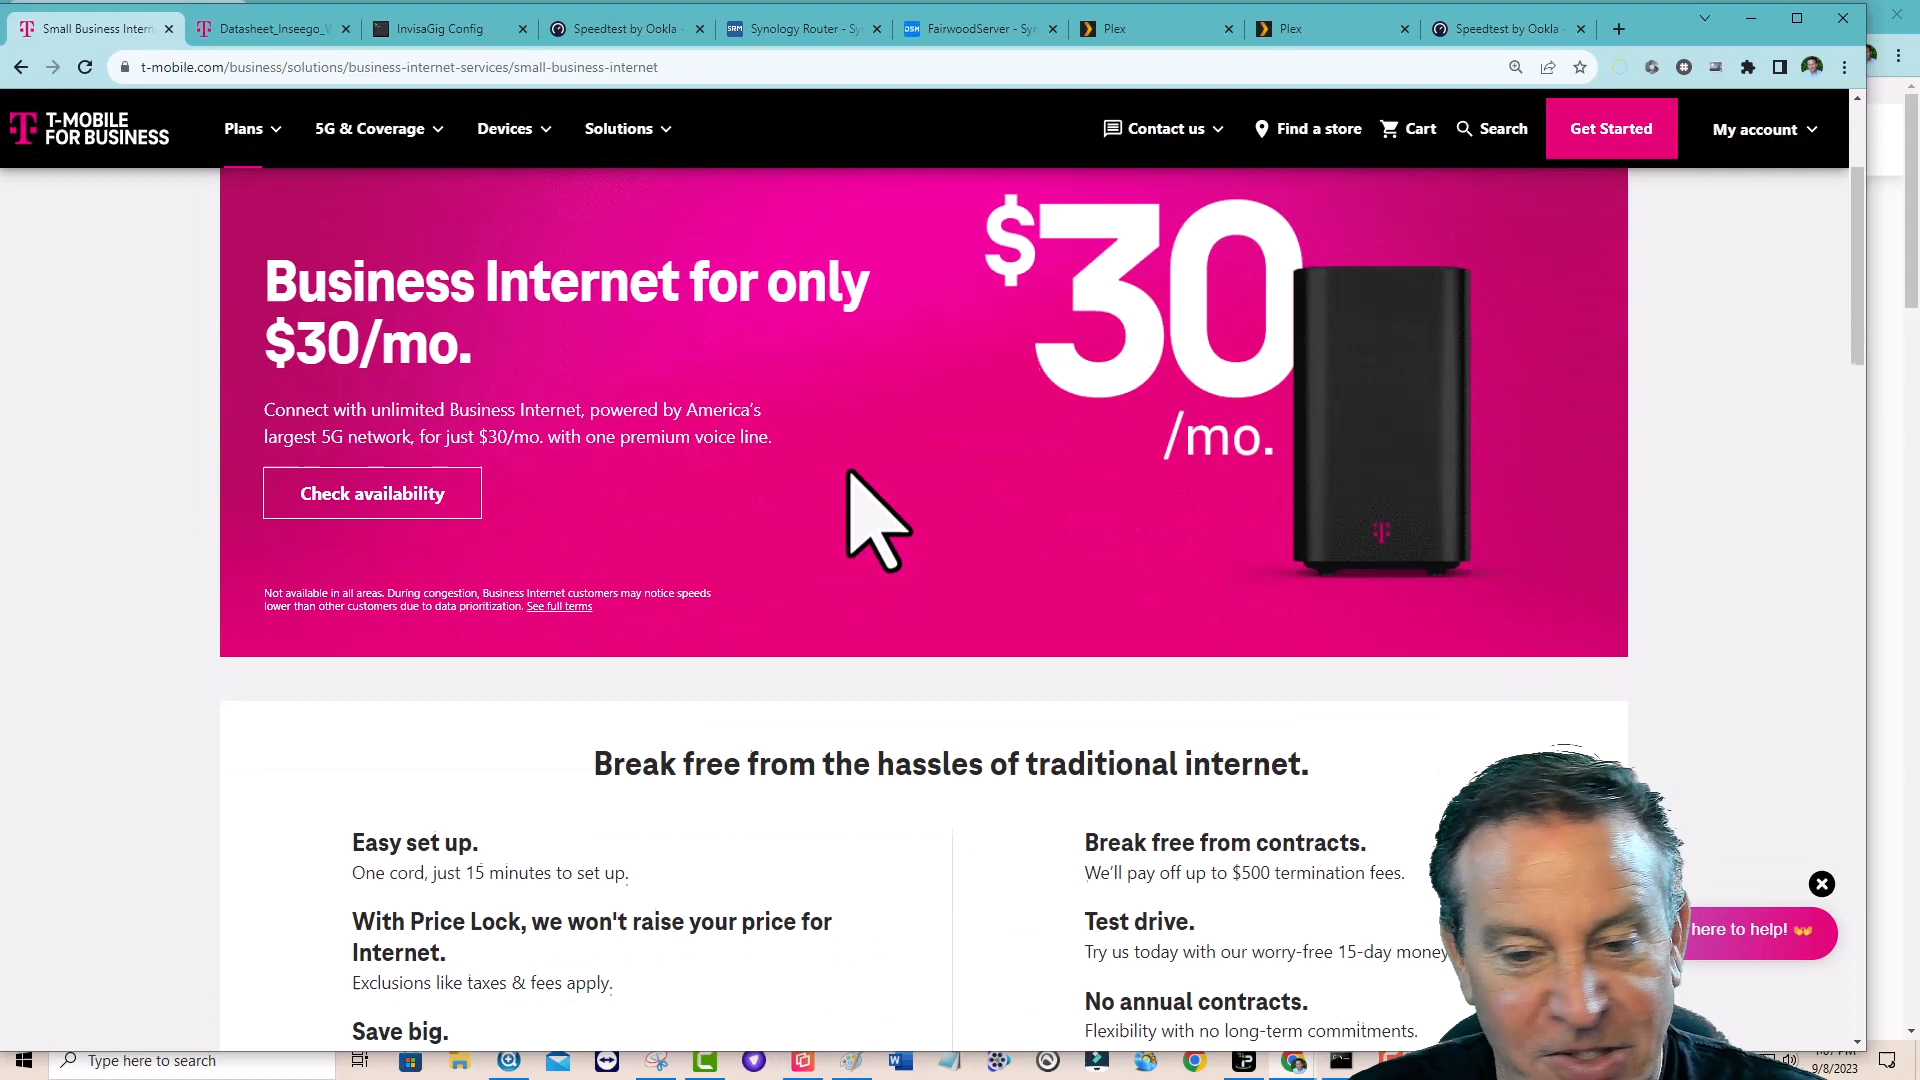 Small Business Intern
Datasheet_Inseego_W
InvisaGig Config
Speedtest by Ookla -
Synology Router - Sy
FairwoodServer - Syn
Plex
Plex
Speedtest by Ookla -
t-mobile.com/business/solutions/business-internet-services/small-business-internet
T-MOBILE
FOR BUSINESS
Plans
5G & Coverage
Devices
Solutions
Contact us
Find a store
Cart
Search
Get Started
My account
Business Internet for only
$30/mo.
$30
/mo.
Connect with unlimited Business Internet, powered by America's
largest 5G network, for just $30/mo. with one premium voice line.
Check availability
Not available in all areas. During congestion, Business Internet customers may notice speeds
lower than other customers due to data prioritization. See full terms
Break free from the hassles of traditional internet.
Easy set up.
One cord, just 15 minutes to set up.
With Price Lock, we won't raise your price for
Internet.
Exclusions like taxes & fees apply.
Save big.
Break free from contracts.
We'll pay off up to $500 termination fees.
Test drive.
Try us today with our worry-free 15-day money
No annual contracts.
Flexibility with no long-term commitments.
here to help!
Type here to search
9/8/2023